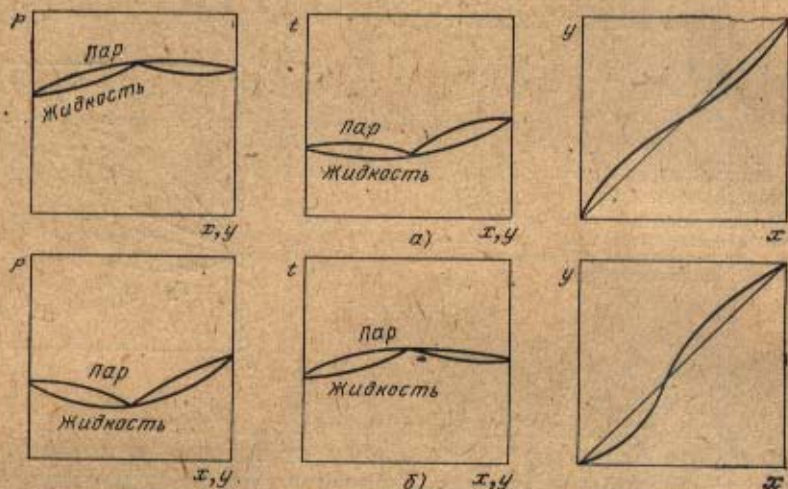 p
Пар
Жидкость
x, y
t
Пар
Жидкость
а)
x, y
y
x
p
Пар
Жидкость
x, y.
t
Пар
Жидкость
б)
x, y
y
x